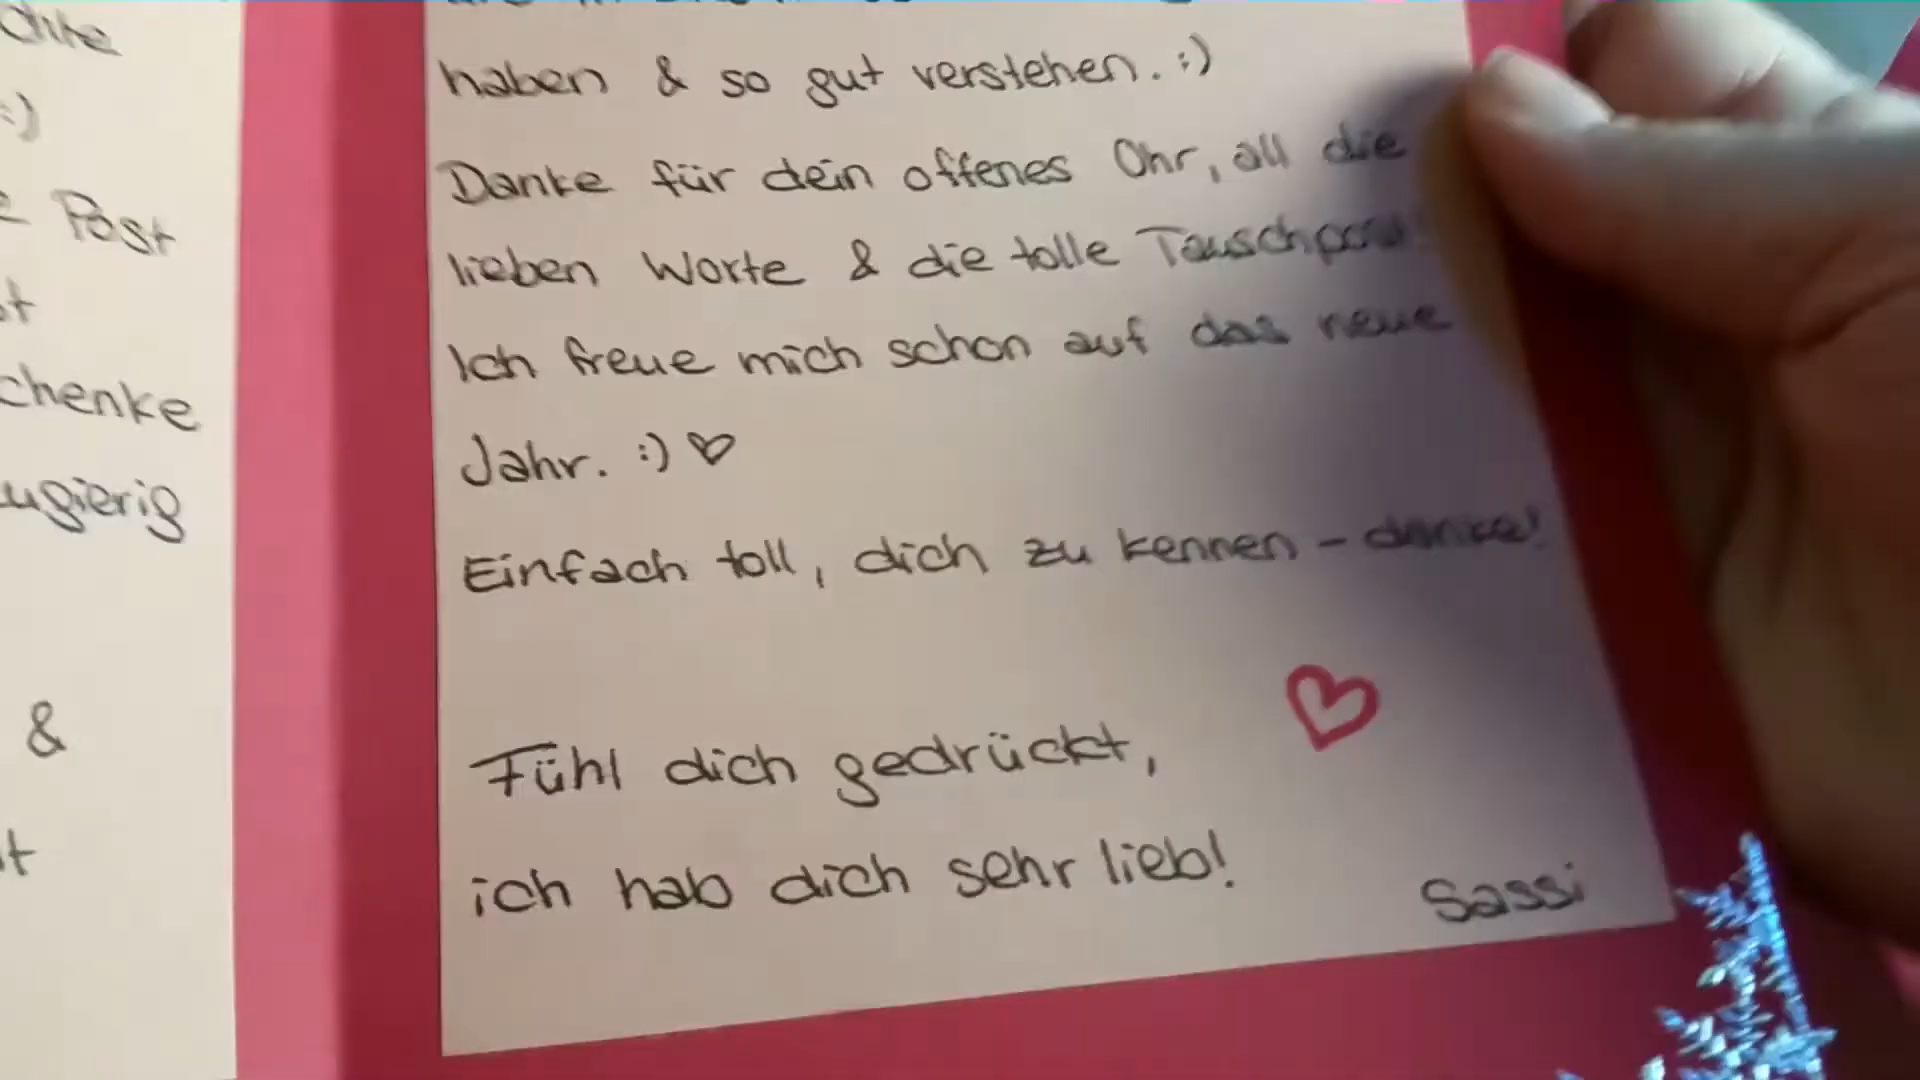 chte
:)
Post
chenke
ugierig
&
haben & so gut verstehen. :)
Danke für dein offenes Ohr, all die
lieben Worte & die tolle
Ich freue mich schon auf das neue
Jahr. :) ♡
Einfach toll, dich zu kennen - danke!
Fühl dich gedrückt,
ich hab dich sehr lieb!
Sassi